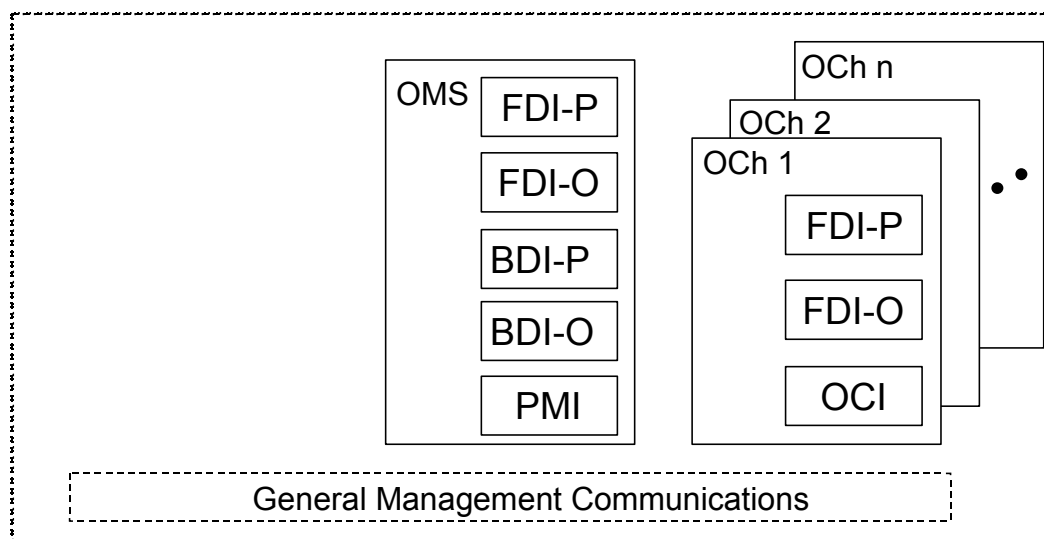 OMS
FDI-P
FDI-O
BDI-P
BDI-O
PMI
OCh n
OCh 2
OCh 1
FDI-P
FDI-O
OCI
General Management Communications